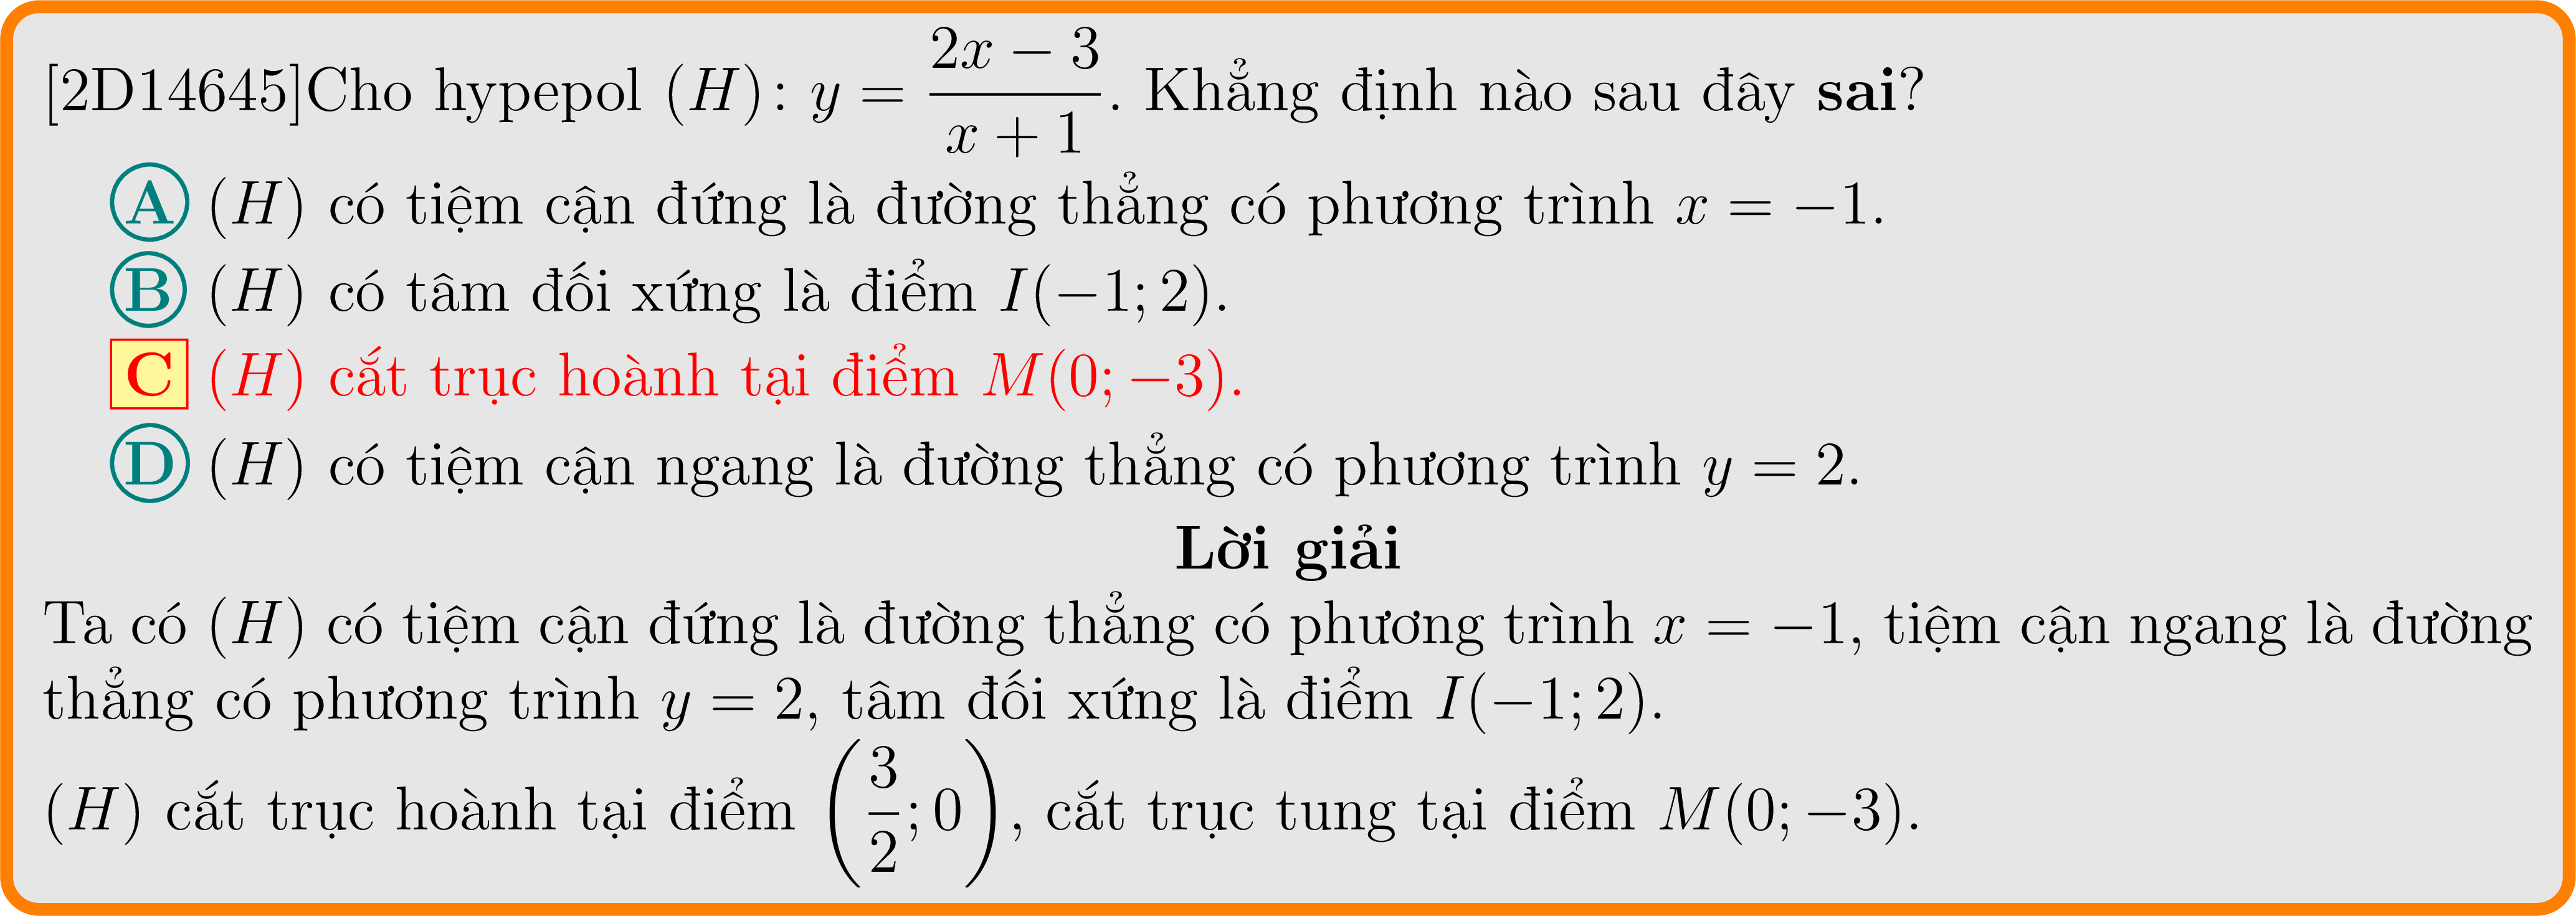 [2D14645]Cho hypepol (H): y = \frac{2x − 3}{x + 1}. Khẳng định nào sau đây sai?
A (H) có tiệm cận đứng là đường thẳng có phương trình x = −1.
B (H) có tâm đối xứng là điểm I(−1; 2).
C (H) cắt trục hoành tại điểm M(0; −3).
D (H) có tiệm cận ngang là đường thẳng có phương trình y = 2.
Lời giải
Ta có (H) có tiệm cận đứng là đường thẳng có phương trình x = −1, tiệm cận ngang là đường
thẳng có phương trình y = 2, tâm đối xứng là điểm I(−1; 2).
(H) cắt trục hoành tại điểm \left(\frac{3}{2}; 0\right), cắt trục tung tại điểm M(0; −3).